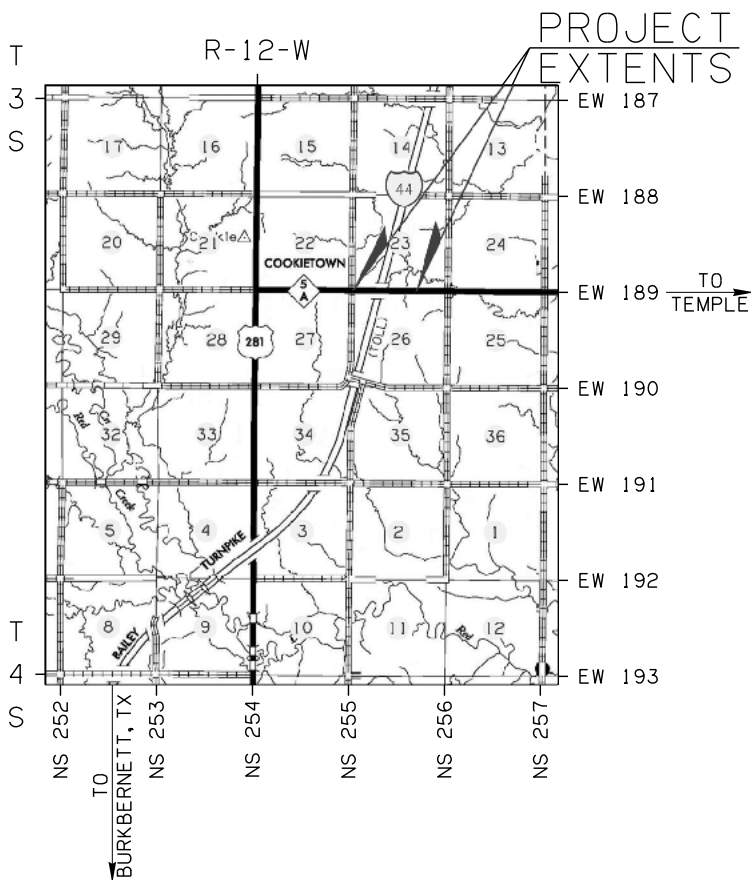 PROJECT
EXTENTS
R-12-W
T
3
S
EW 187
17
16
15
14
13
44
EW 188
20
21
22
23
24
COOKIETOWN
5
A
EW 189
TO
TEMPLE
29
28
281
27
(TOLL)
26
25
EW 190
Red
Cr
32
33
34
35
36
Creek
EW 191
5
4
3
2
1
TURNPIKE
EW 192
T
4
S
8
BAILEY
9
10
11
Red
12
EW 193
NS 252
NS 253
NS 254
NS 255
NS 256
NS 257
TO
BURKBERNETT, TX